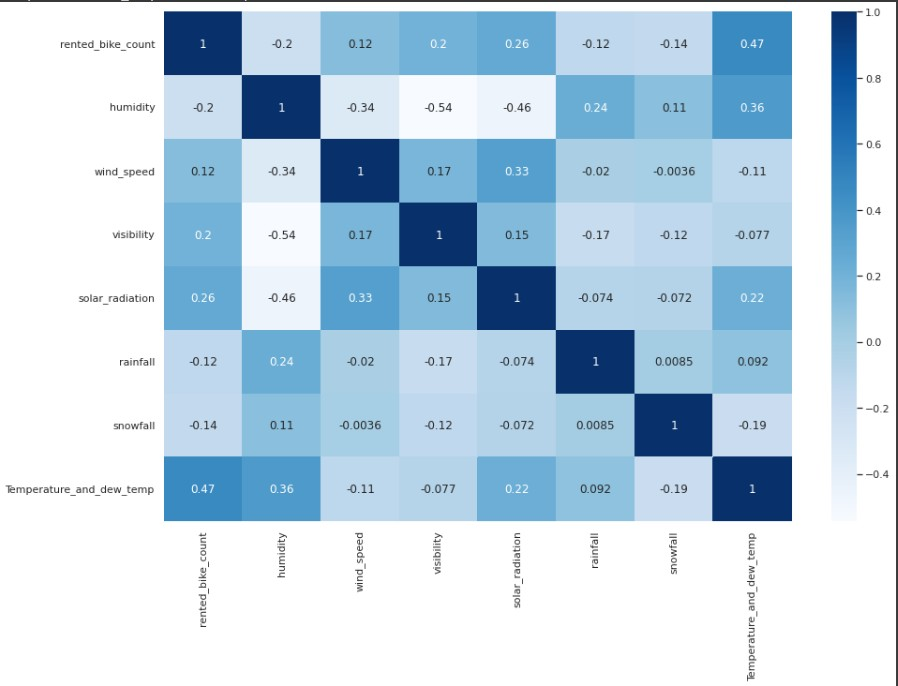 rented_bike_count 1 -0.2 0.12 0.2 0.26 -0.12 -0.14 0.47
humidity -0.2 1 -0.34 -0.54 -0.46 0.24 0.11 0.36
wind_speed 0.12 -0.34 1 0.17 0.33 -0.02 -0.0036 -0.11
visibility 0.2 -0.54 0.17 1 0.15 -0.17 -0.12 -0.077
solar_radiation 0.26 -0.46 0.33 0.15 1 -0.074 -0.072 0.22
rainfall -0.12 0.24 -0.02 -0.17 -0.074 1 0.0085 0.092
snowfall -0.14 0.11 -0.0036 -0.12 -0.072 0.0085 1 -0.19
Temperature_and_dew_temp 0.47 0.36 -0.11 -0.077 0.22 0.092 -0.19 1
rented_bike_count
humidity
wind_speed
visibility
solar_radiation
rainfall
snowfall
Temperature_and_dew_temp
1.0
0.8
0.6
0.4
0.2
0.0
−0.2
−0.4